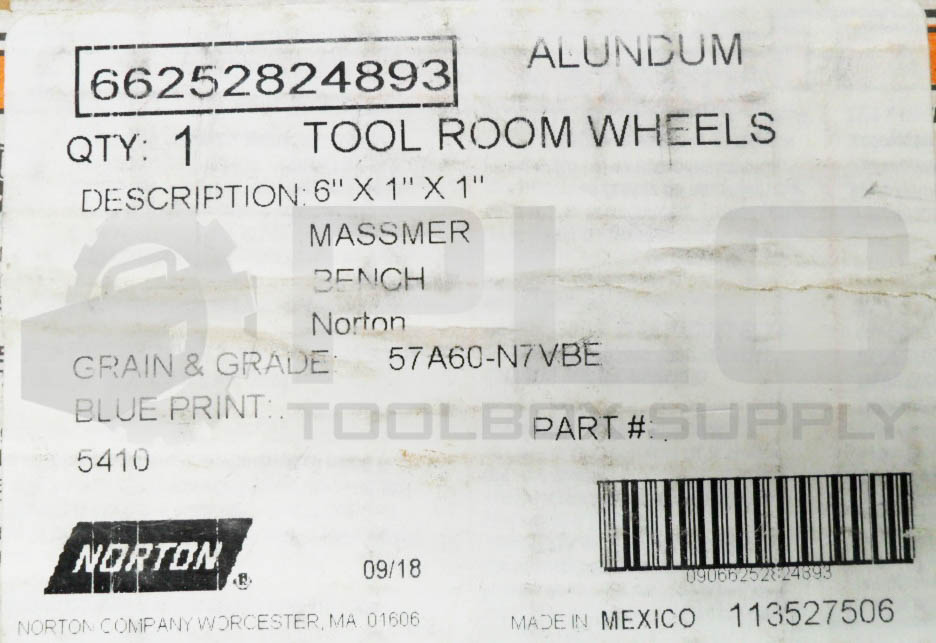 ALUNDUM
66252824893
QTY: 1 TOOL ROOM WHEELS
DESCRIPTION: 6" X 1" X 1"
MASSMER
BENCH
Norton
GRAIN & GRADE: 57A60-N7VBE
BLUE PRINT: .
PART #: .
5410
PLO
TOOLBOX SUPPLY
NORTON ®
09/18
09066252824893
NORTON COMPANY WORCESTER, MA 01606
MADE IN MEXICO 113527506